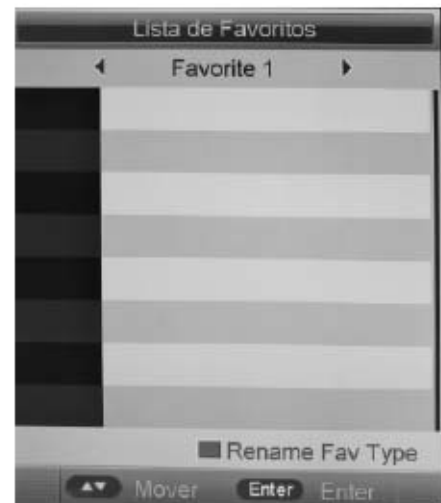 Lista de Favoritos
Favorite 1
Rename Fav Type
Mover Enter Enter